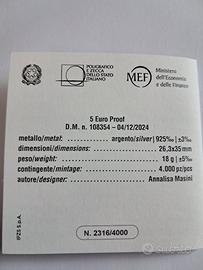 POLIGRAFICO
E ZECCA
DELLO STATO
ITALIANO
MEF
Ministero
dell'Economia
e delle Finanze
5 Euro Proof
D.M. n. 108354 - 04/12/2024
metallo/metal: argento/silver | 925‰ | ±3‰
dimensioni/dimensions: 26,3x35 mm
peso/weight: 18 g | ±5‰
contingente/mintage: 4.000 pz/pcs
autore/designer: Annalisa Masini
N. 2316/4000
IPZS S.p.A.
subito